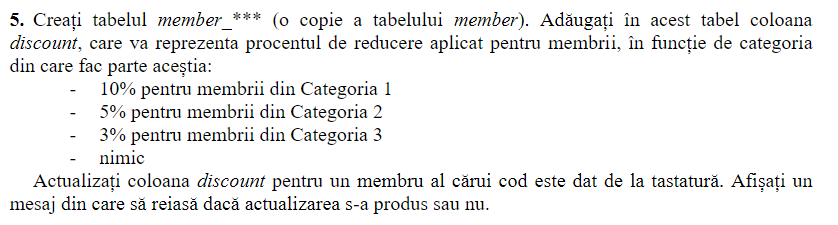 5. Creați tabelul member_*** (o copie a tabelului member). Adăugați în acest tabel coloana
discount, care va reprezenta procentul de reducere aplicat pentru membrii, în funcție de categoria
din care fac parte aceștia:
- 10% pentru membrii din Categoria 1
- 5% pentru membrii din Categoria 2
- 3% pentru membrii din Categoria 3
- nimic
Actualizați coloana discount pentru un membru al cărui cod este dat de la tastatură. Afișați un
mesaj din care să reiasă dacă actualizarea s-a produs sau nu.